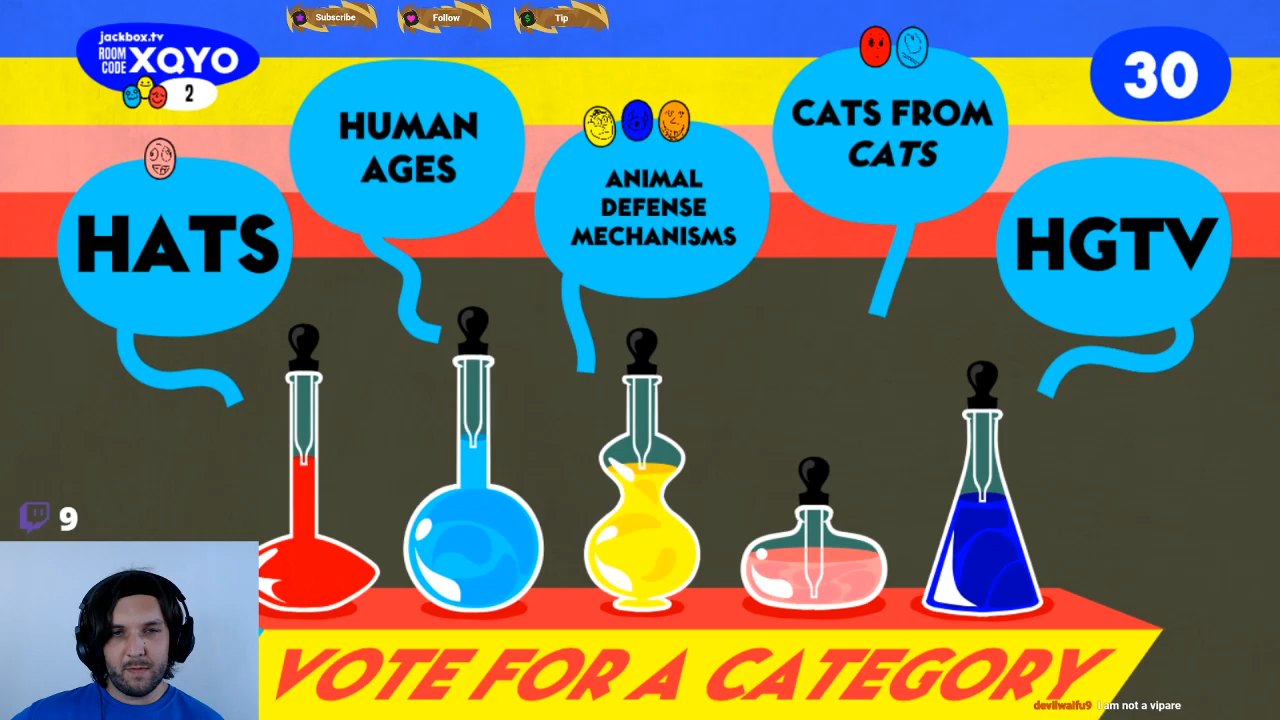 Subscribe
Follow
Tip
jackbox.tv
ROOM
CODE
XQYO
2
30
HATS
HUMAN
AGES
ANIMAL
DEFENSE
MECHANISMS
CATS FROM
CATS
HGTV
9
VOTE FOR A CATEGORY
devilwaifu9 I am not a vipare